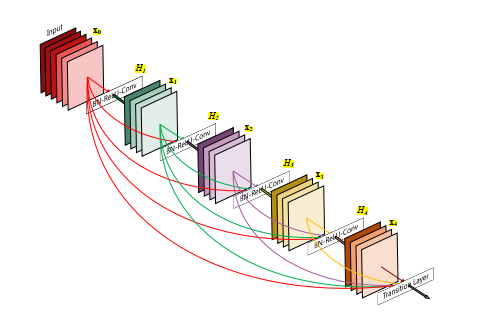 Input
x0
BN-ReLU-Conv
H1
x1
BN-ReLU-Conv
H2
x2
BN-ReLU-Conv
H3
x3
BN-ReLU-Conv
H4
x4
Transition Layer